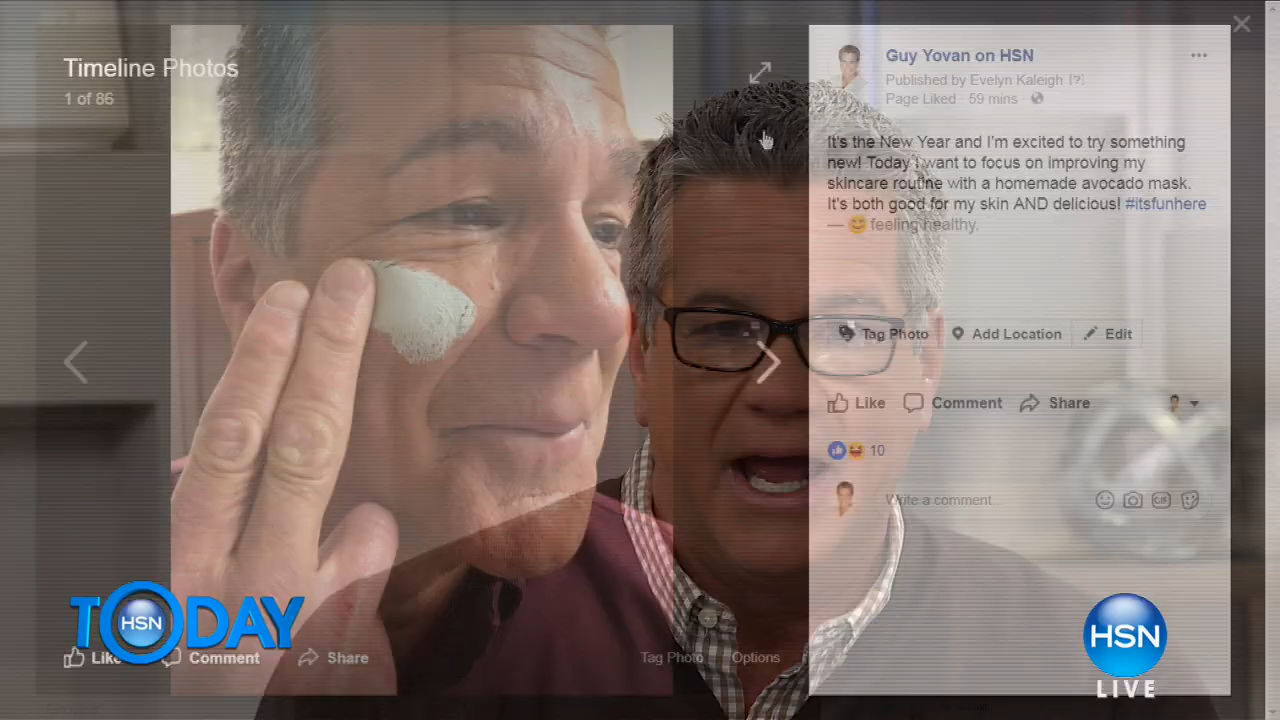 Timeline Photos
1 of 86
Guy Yovan on HSN
Published by Evelyn Kaleigh [?]
Page Liked · 59 mins ·
It's the New Year and I'm excited to try something
new! Today I want to focus on improving my
skincare routine with a homemade avocado mask.
It's both good for my skin AND delicious! #itsfunhere
— feeling healthy.
Tag Photo
Add Location
Edit
Like
Comment
Share
10
Write a comment...
GIF
TODAY
HSN
Like
Comment
Share
Tag Photo
Options
HSN
LIVE